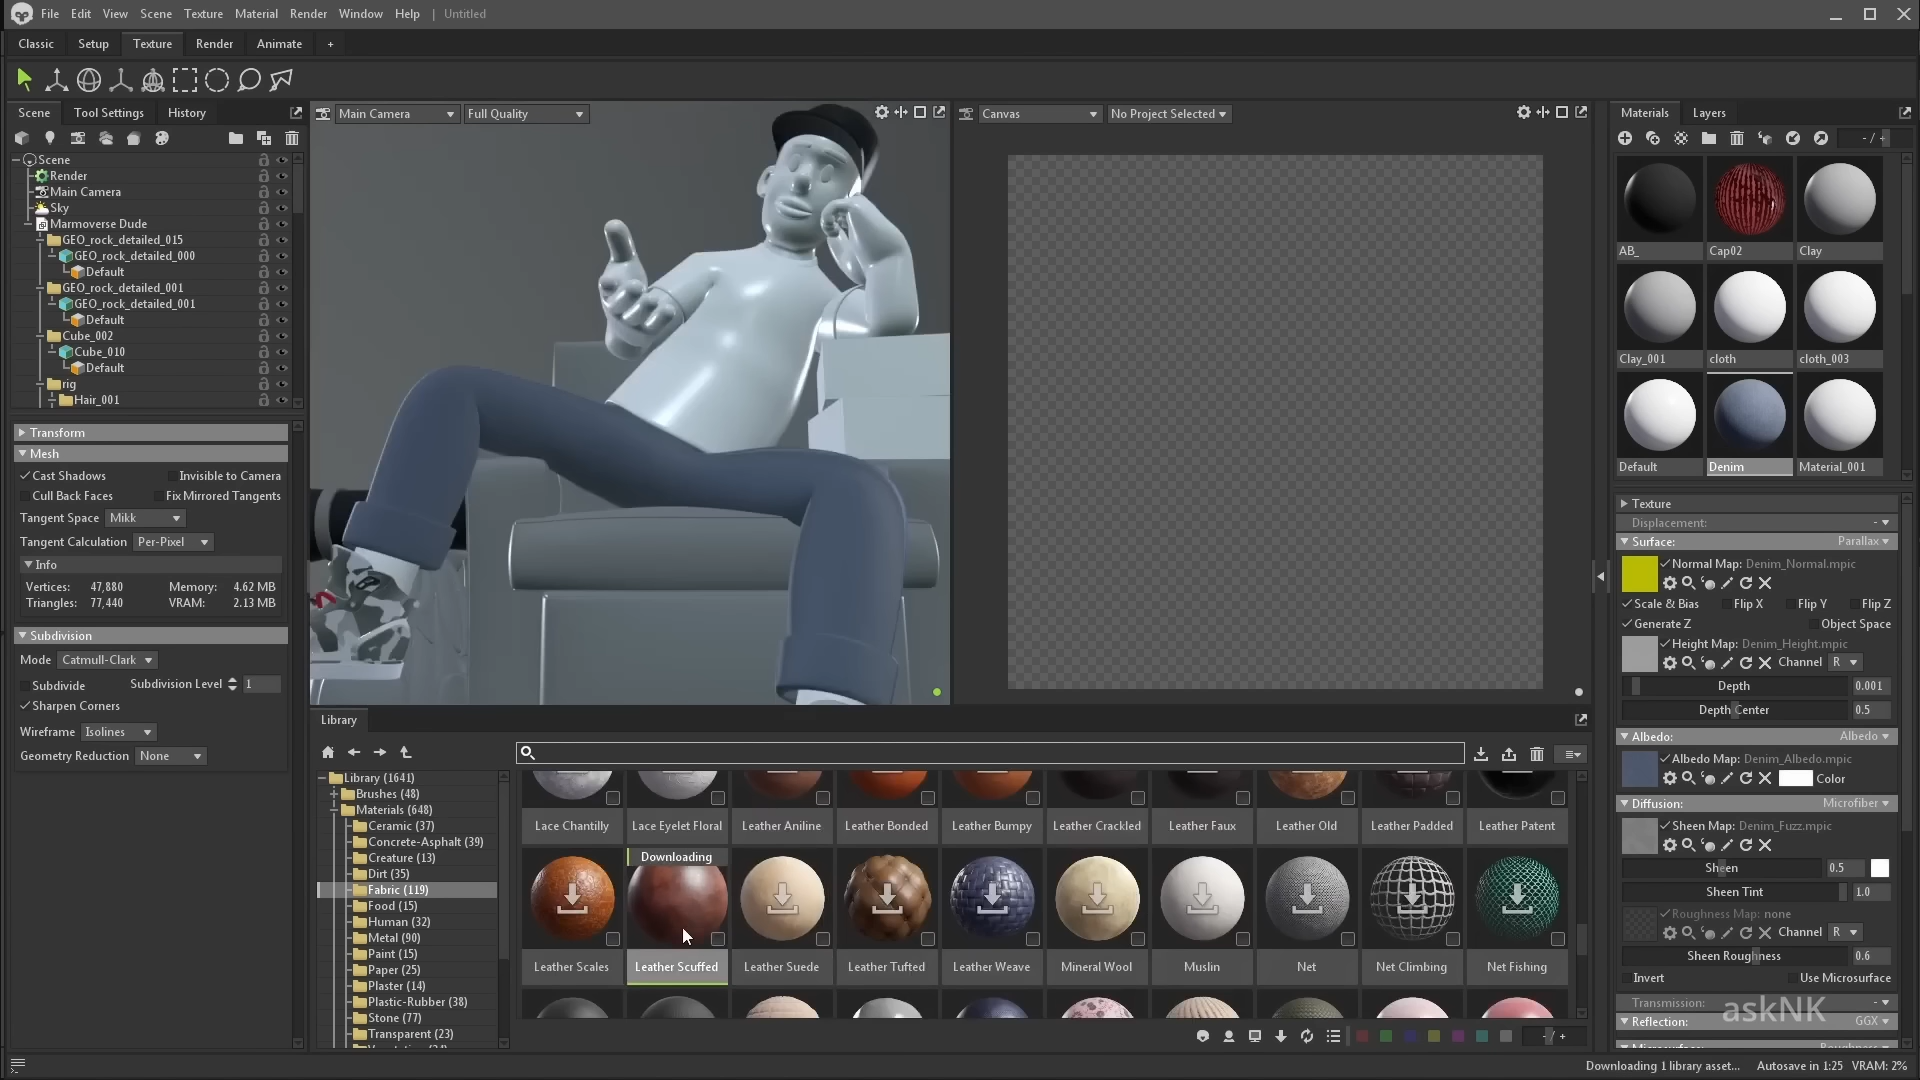 File Edit View Scene Texture Material Render Window Help | Untitled
Classic Setup Texture Render Animate +
Scene Tool Settings History
Scene
Render
Main Camera
Sky
Marmoverse Dude
GEO_rock_detailed_015
GEO_rock_detailed_000
Default
GEO_rock_detailed_001
GEO_rock_detailed_001
Default
Cube_002
Cube_010
Default
rig
Hair_001
Transform
Mesh
Cast Shadows Invisible to Camera
Cull Back Faces Fix Mirrored Tangents
Tangent Space Mikk
Tangent Calculation Per-Pixel
Info
Vertices: 47,880 Memory: 4.62 MB
Triangles: 77,440 VRAM: 2.13 MB
Subdivision
Mode Catmull-Clark
Subdivide Subdivision Level 1
Sharpen Corners
Wireframe Isolines
Geometry Reduction None
Main Camera Full Quality
Canvas No Project Selected
Library
Library (1641)
Brushes (48)
Materials (648)
Ceramic (37)
Concrete-Asphalt (39)
Creature (13)
Dirt (35)
Fabric (119)
Food (15)
Human (32)
Metal (90)
Paint (15)
Paper (25)
Plaster (14)
Plastic-Rubber (38)
Stone (77)
Transparent (23)
Lace Chantilly Lace Eyelet Floral Leather Aniline Leather Bonded Leather Bumpy Leather Crackled Leather Faux Leather Old Leather Padded Leather Patent
Downloading
Leather Scales Leather Scuffed Leather Suede Leather Tufted Leather Weave Mineral Wool Muslin Net Net Climbing Net Fishing
- / +
Materials Layers
- / +
AB_ Cap02 Clay
Clay_001 cloth cloth_003
Default Denim Material_001
Texture
Displacement: -
Surface: Parallax
Normal Map: Denim_Normal.mpic
Scale & Bias Flip X Flip Y Flip Z
Generate Z Object Space
Height Map: Denim_Height.mpic
Channel R
Depth 0.001
Depth Center 0.5
Albedo: Albedo
Albedo Map: Denim_Albedo.mpic
Color
Diffusion: Microfiber
Sheen Map: Denim_Fuzz.mpic
Sheen 0.5
Sheen Tint 1.0
Roughness Map: none
Channel R
Sheen Roughness 0.6
Invert Use Microsurface
Transmission: -
Reflection: GGX
askNK
Downloading 1 library asset... Autosave in 1:25 VRAM: 2%